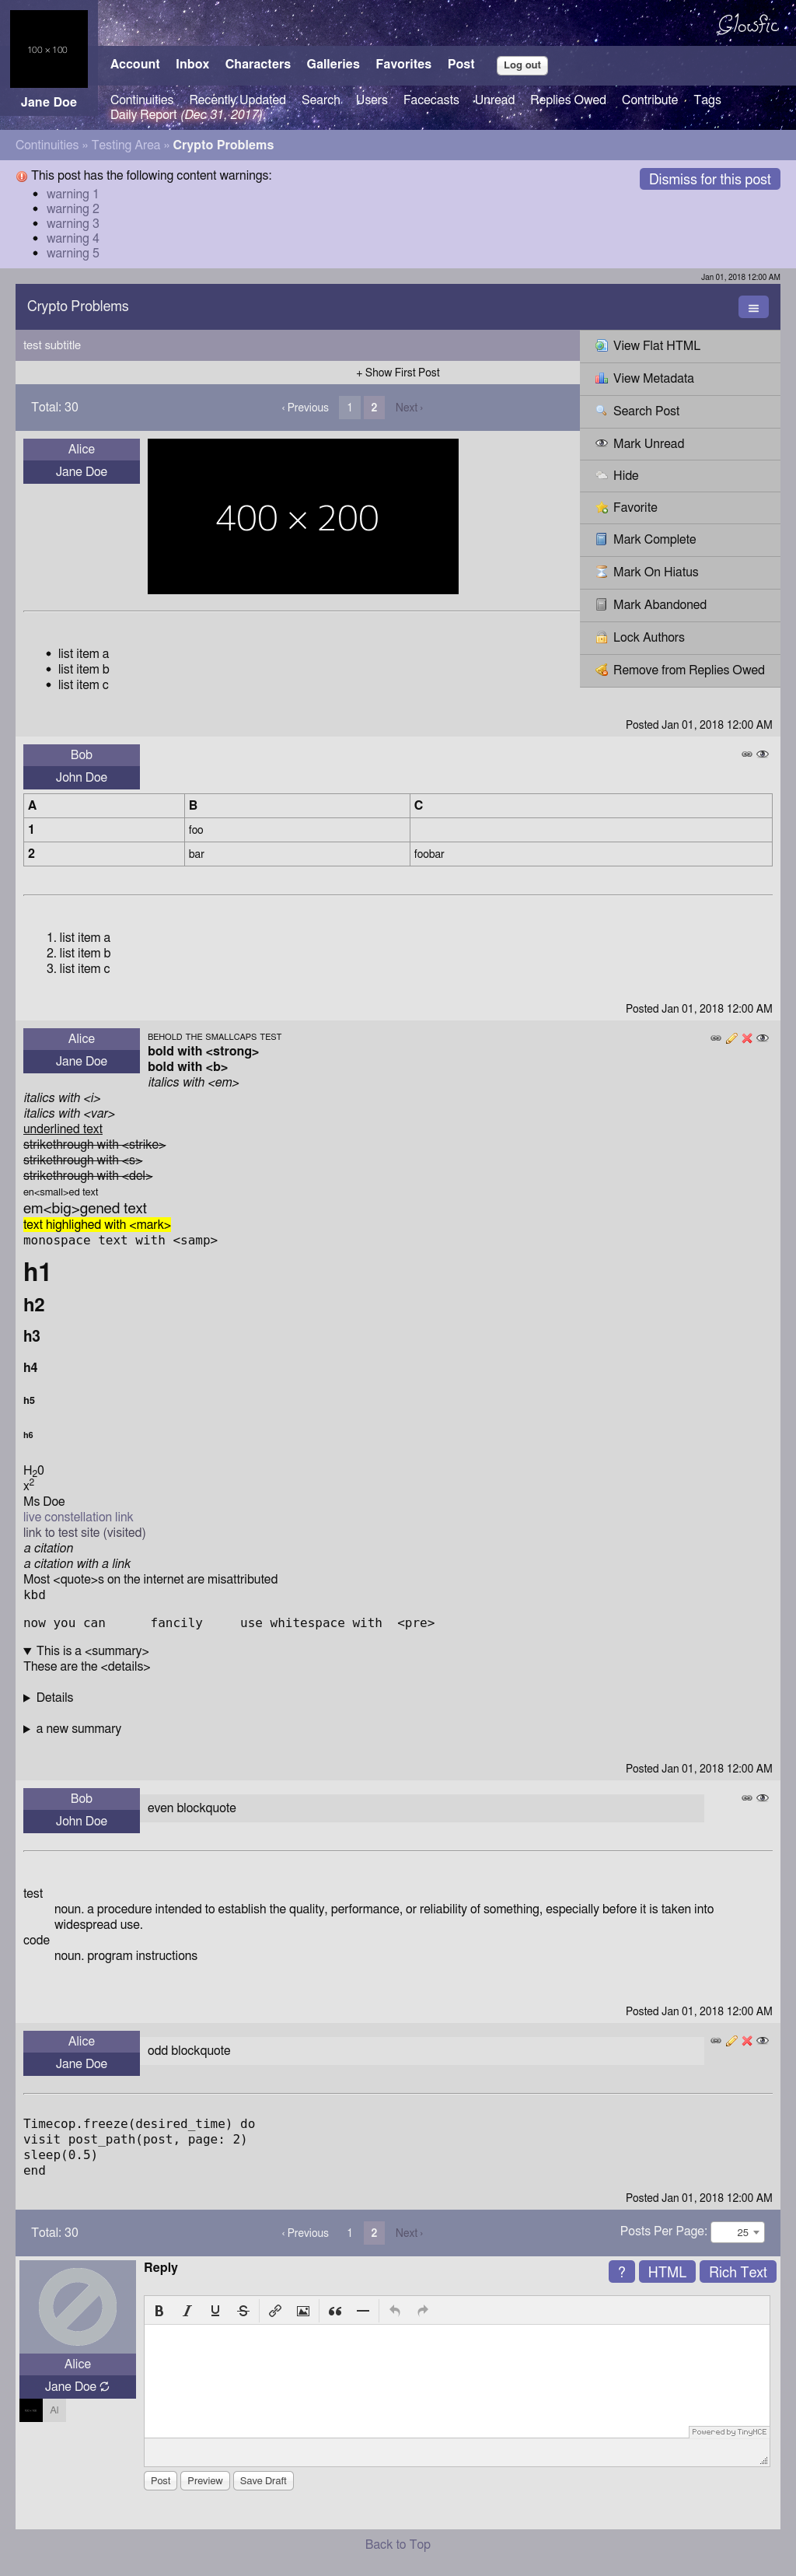 100 × 100
Glowfic
Account Inbox Characters Galleries Favorites Post Log out
Jane Doe
Continuities Recently Updated Search Users Facecasts Unread Replies Owed Contribute Tags
Daily Report (Dec 31, 2017)
Continuities » Testing Area » Crypto Problems
This post has the following content warnings:
Dismiss for this post
warning 1
warning 2
warning 3
warning 4
warning 5
Jan 01, 2018 12:00 AM
Crypto Problems
test subtitle
+ Show First Post
Total: 30 ‹ Previous 1 2 Next ›
View Flat HTML
View Metadata
Search Post
Mark Unread
Hide
Favorite
Mark Complete
Mark On Hiatus
Mark Abandoned
Lock Authors
Remove from Replies Owed
Alice
Jane Doe
400 × 200
list item a
list item b
list item c
Posted Jan 01, 2018 12:00 AM
Bob
John Doe
A B C
1 foo
2 bar foobar
1. list item a
2. list item b
3. list item c
Posted Jan 01, 2018 12:00 AM
Alice
Jane Doe
BEHOLD THE SMALLCAPS TEST
bold with <strong>
bold with <b>
italics with <em>
italics with <i>
italics with <var>
underlined text
strikethrough with <strike>
strikethrough with <s>
strikethrough with <del>
en<small>ed text
em<big>gened text
text highlighed with <mark>
monospace text with <samp>
h1
h2
h3
h4
h5
h6
H20
x2
Ms Doe
live constellation link
link to test site (visited)
a citation
a citation with a link
Most <quote>s on the internet are misattributed
kbd
now you can      fancily     use whitespace with  <pre>
▼ This is a <summary>
These are the <details>
► Details
► a new summary
Posted Jan 01, 2018 12:00 AM
Bob
John Doe
even blockquote
test
noun. a procedure intended to establish the quality, performance, or reliability of something, especially before it is taken into
widespread use.
code
noun. program instructions
Posted Jan 01, 2018 12:00 AM
Alice
Jane Doe
odd blockquote
Timecop.freeze(desired_time) do
visit post_path(post, page: 2)
sleep(0.5)
end
Posted Jan 01, 2018 12:00 AM
Total: 30 ‹ Previous 1 2 Next › Posts Per Page: 25
Reply
? HTML Rich Text
Alice
Jane Doe
Al
B I U S
Powered by TinyMCE
Post Preview Save Draft
Back to Top